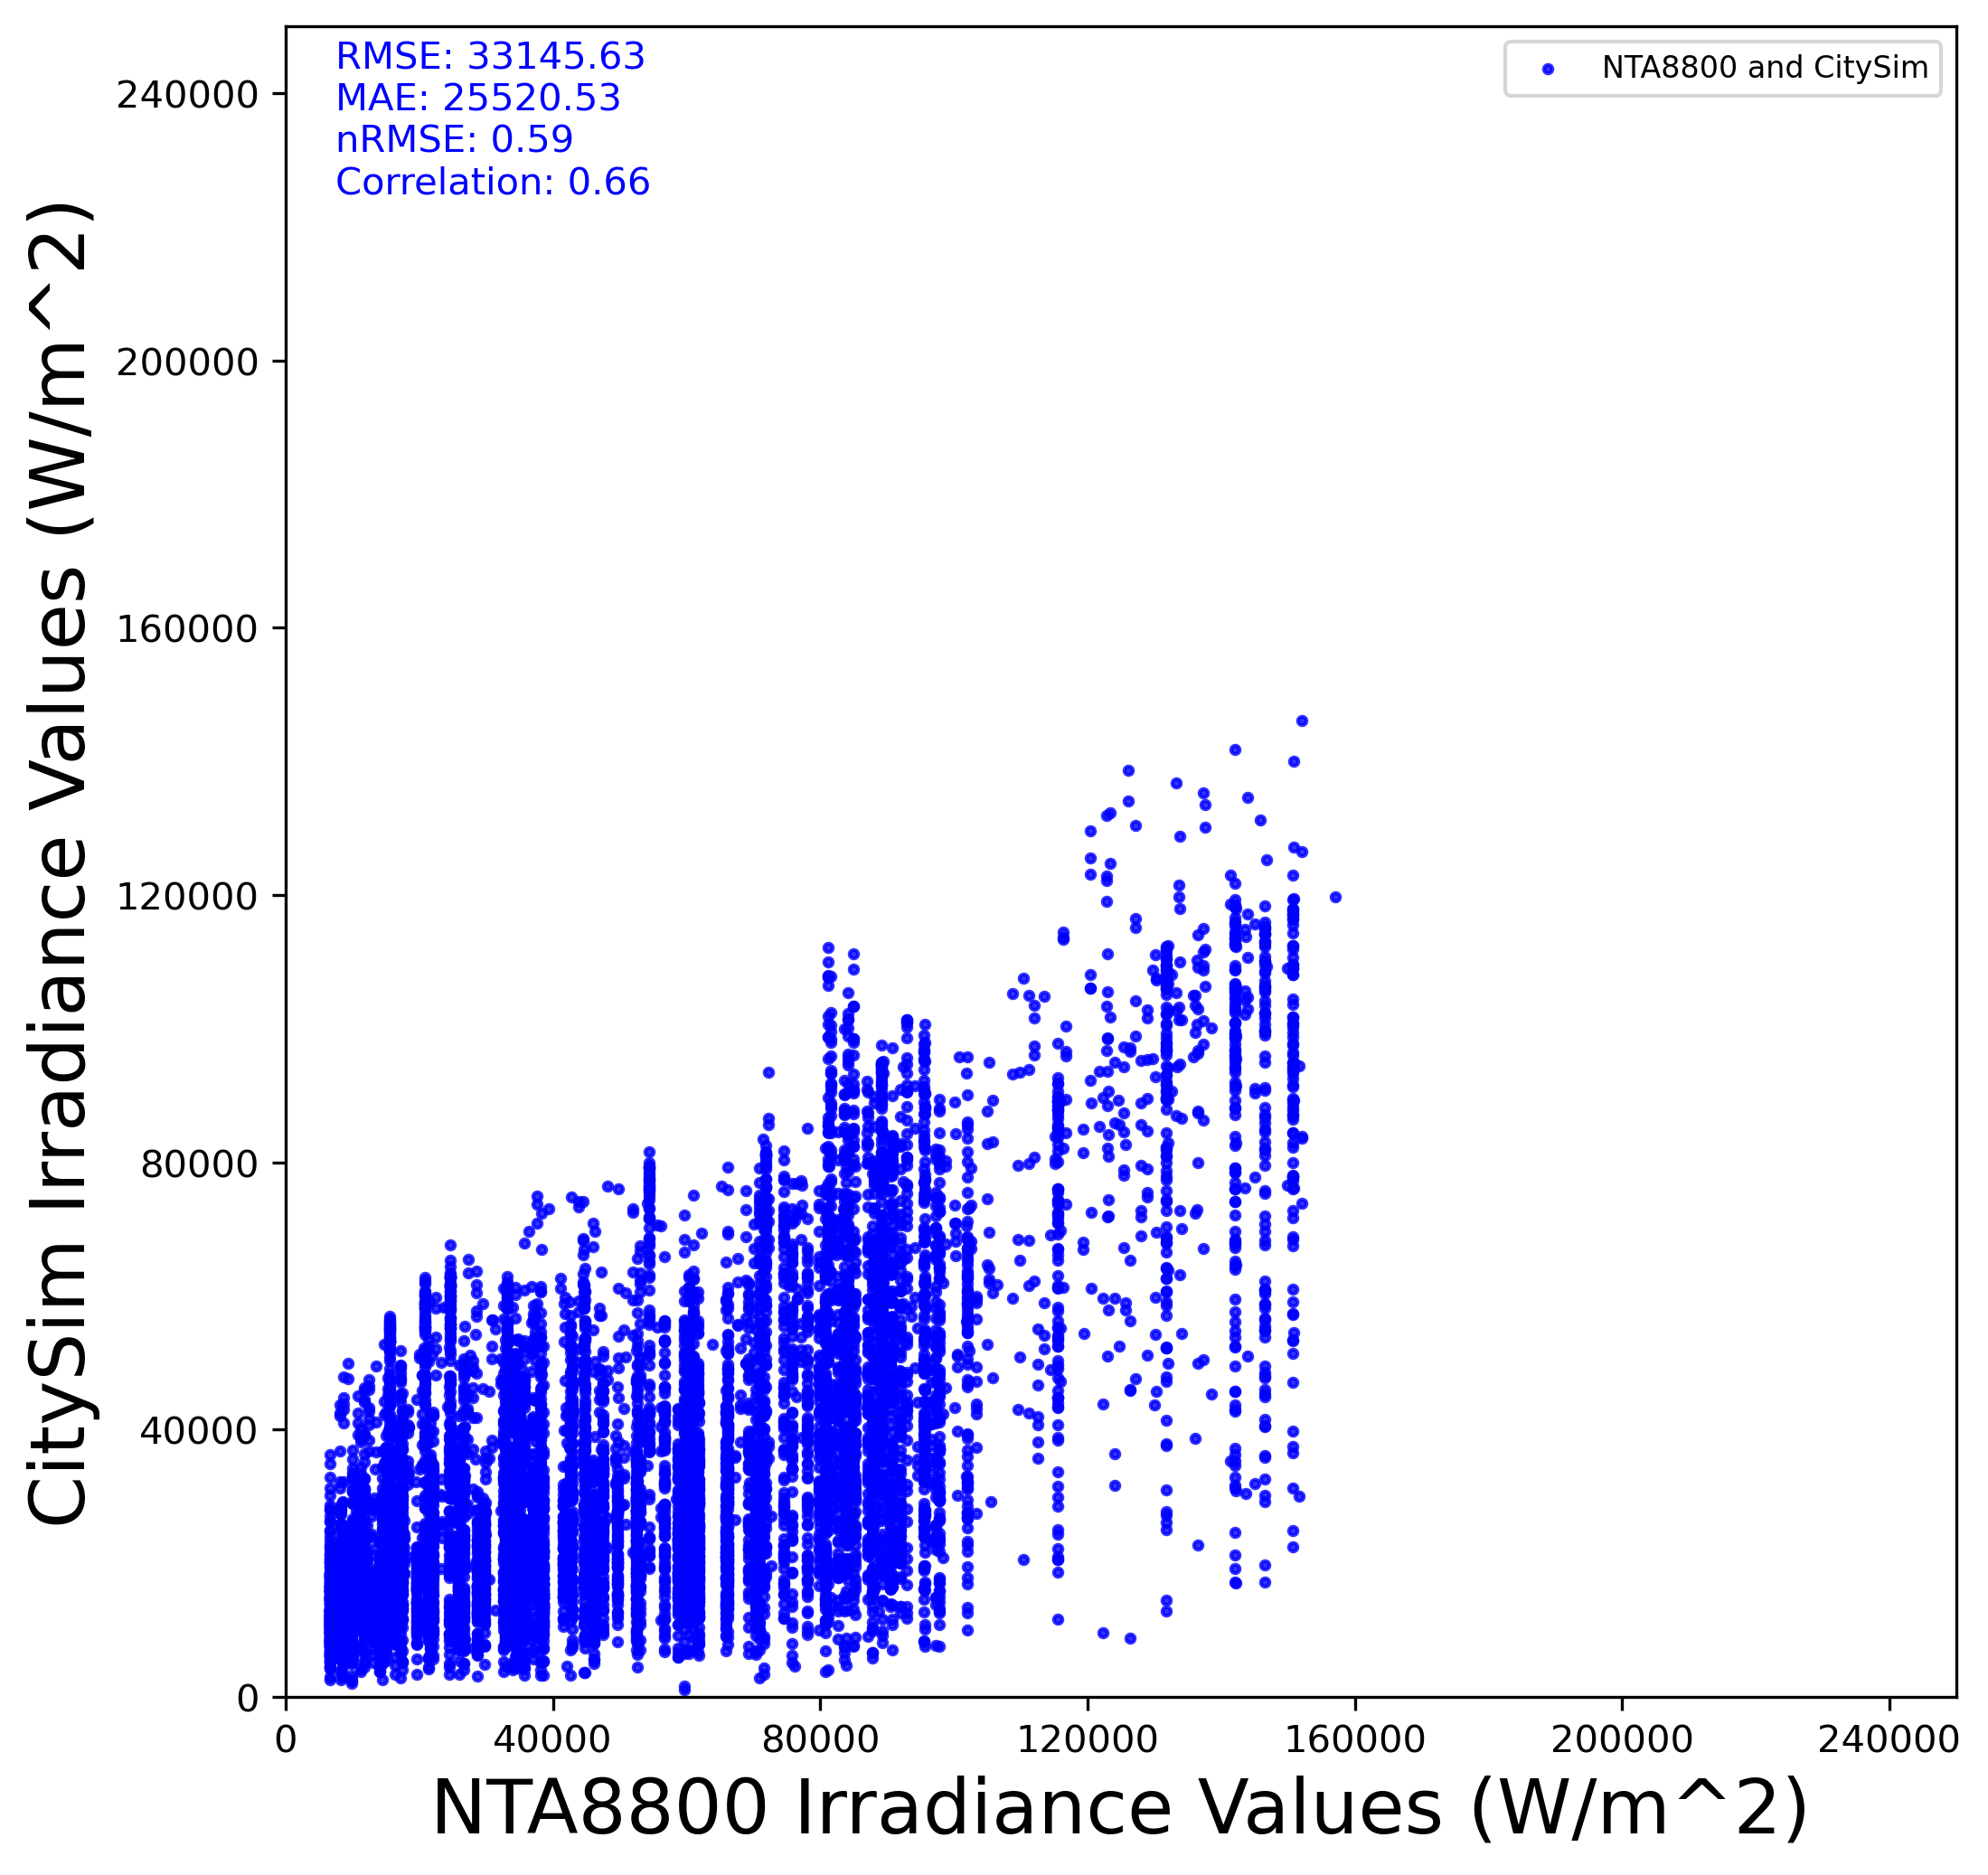 RMSE: 33145.63
MAE: 25520.53
nRMSE: 0.59
Correlation: 0.66
NTA8800 and CitySim
CitySim Irradiance Values (W/m^2)
240000
200000
160000
120000
80000
40000
0
0 40000 80000 120000 160000 200000 240000
NTA8800 Irradiance Values (W/m^2)